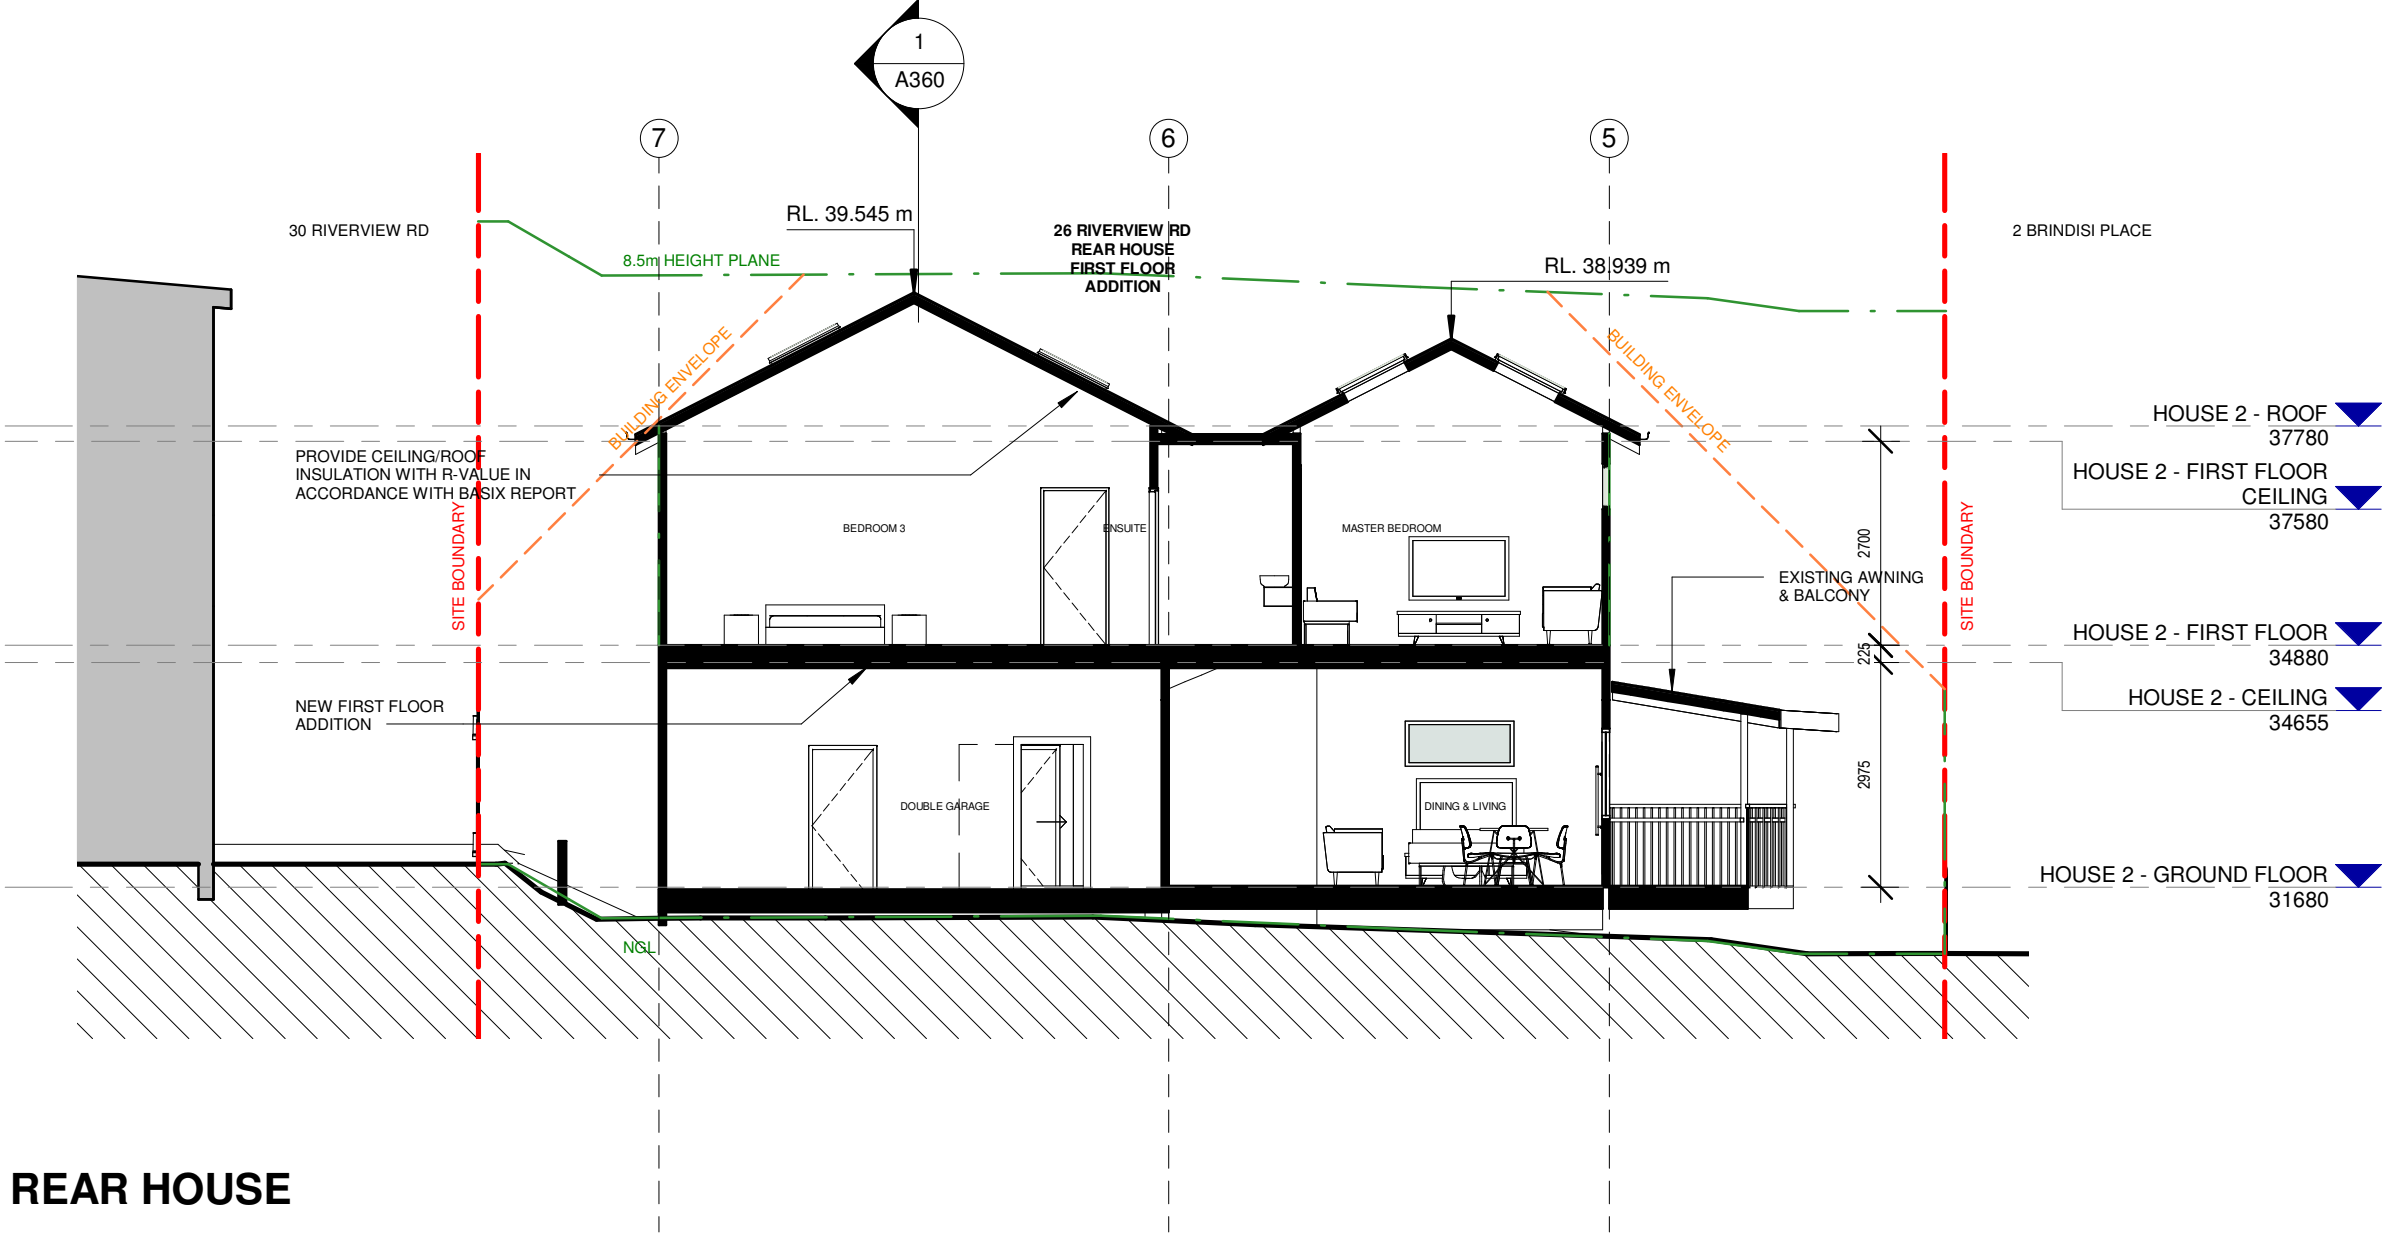 1
A360
7
6
5
RL. 39.545 m
30 RIVERVIEW RD
8.5m HEIGHT PLANE
26 RIVERVIEW RD
REAR HOUSE
FIRST FLOOR
ADDITION
RL. 38.939 m
2 BRINDISI PLACE
BUILDING ENVELOPE
BUILDING ENVELOPE
HOUSE 2 - ROOF
37780
PROVIDE CEILING/ROOF
INSULATION WITH R-VALUE IN
ACCORDANCE WITH BASIX REPORT
HOUSE 2 - FIRST FLOOR
CEILING
37580
SITE BOUNDARY
BEDROOM 3
ENSUITE
MASTER BEDROOM
2700
SITE BOUNDARY
EXISTING AWNING
& BALCONY
HOUSE 2 - FIRST FLOOR
34880
225
NEW FIRST FLOOR
ADDITION
HOUSE 2 - CEILING
34655
2975
DOUBLE GARAGE
DINING & LIVING
HOUSE 2 - GROUND FLOOR
31680
NGL
REAR HOUSE